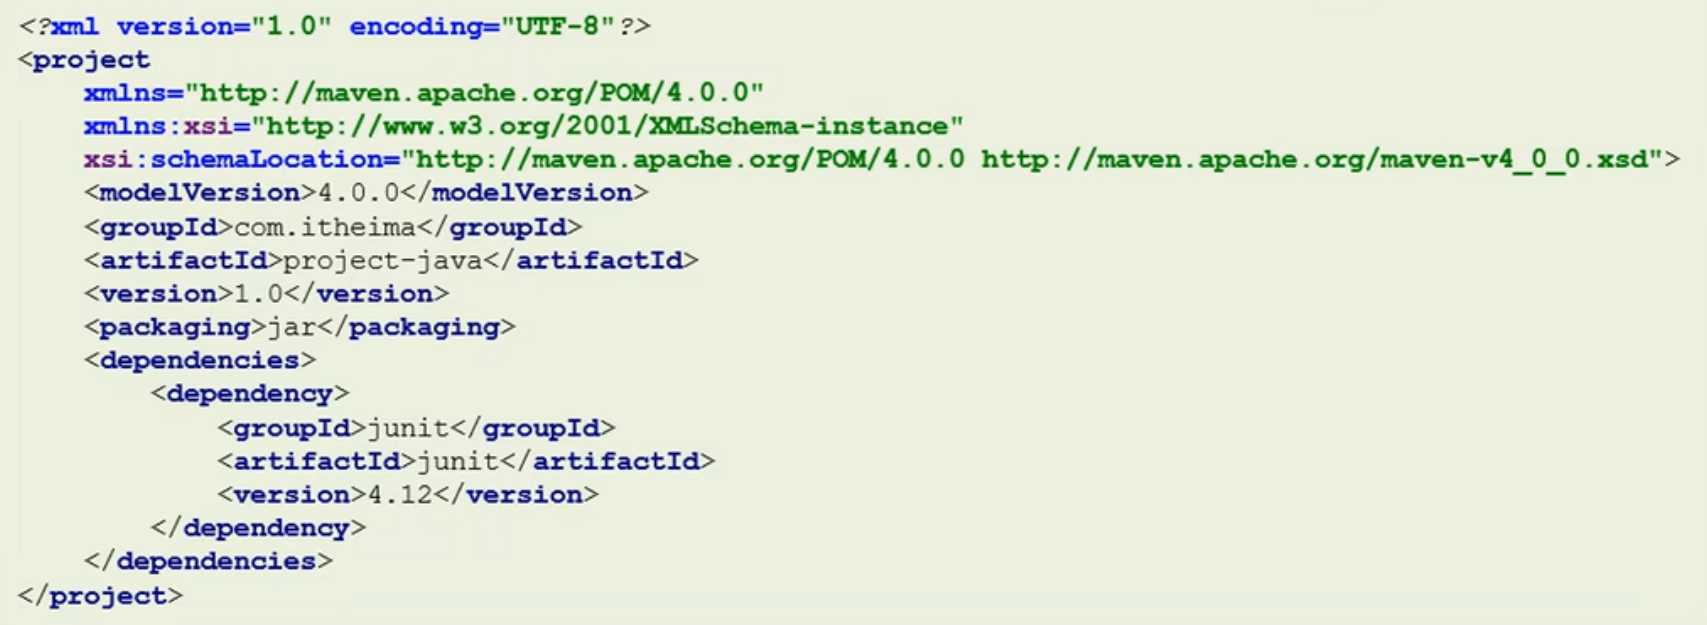 <?xml version="1.0" encoding="UTF-8"?>
<project
    xmlns="http://maven.apache.org/POM/4.0.0"
    xmlns:xsi="http://www.w3.org/2001/XMLSchema-instance"
    xsi:schemaLocation="http://maven.apache.org/POM/4.0.0 http://maven.apache.org/maven-v4_0_0.xsd">
    <modelVersion>4.0.0</modelVersion>
    <groupId>com.itheima</groupId>
    <artifactId>project-java</artifactId>
    <version>1.0</version>
    <packaging>jar</packaging>
    <dependencies>
        <dependency>
            <groupId>junit</groupId>
            <artifactId>junit</artifactId>
            <version>4.12</version>
        </dependency>
    </dependencies>
</project>